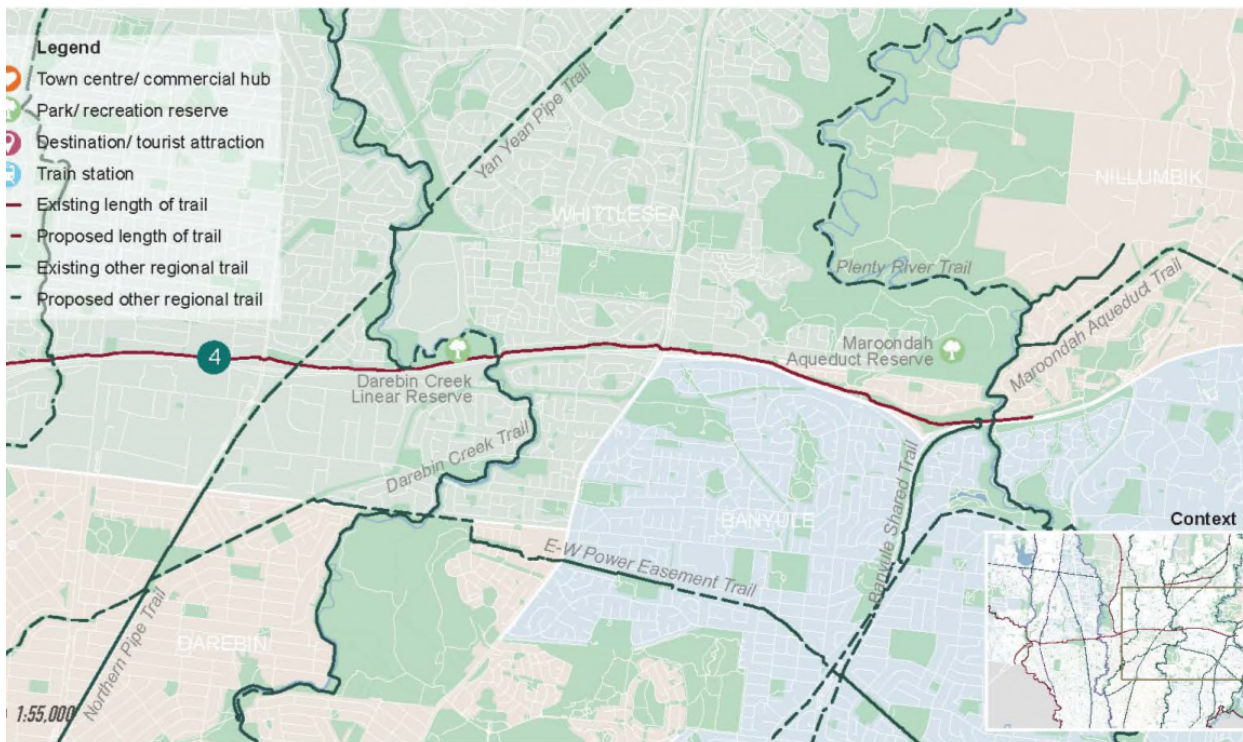 Legend
Town centre/ commercial hub
Park/ recreation reserve
Destination/ tourist attraction
Train station
Existing length of trail
Proposed length of trail
Existing other regional trail
Proposed other regional trail
Yan Yean Pipe Trail
WHITTLESEA
NILLUMBIK
Plenty River Trail
Maroondah Aqueduct Trail
4
Maroondah
Aqueduct Reserve
Darebin Creek
Linear Reserve
Darebin Creek Trail
Banyule Shared Trail
BANYULE
E-W Power Easement Trail
Context
Northern Pipe Trail
DAREBIN
1:55,000